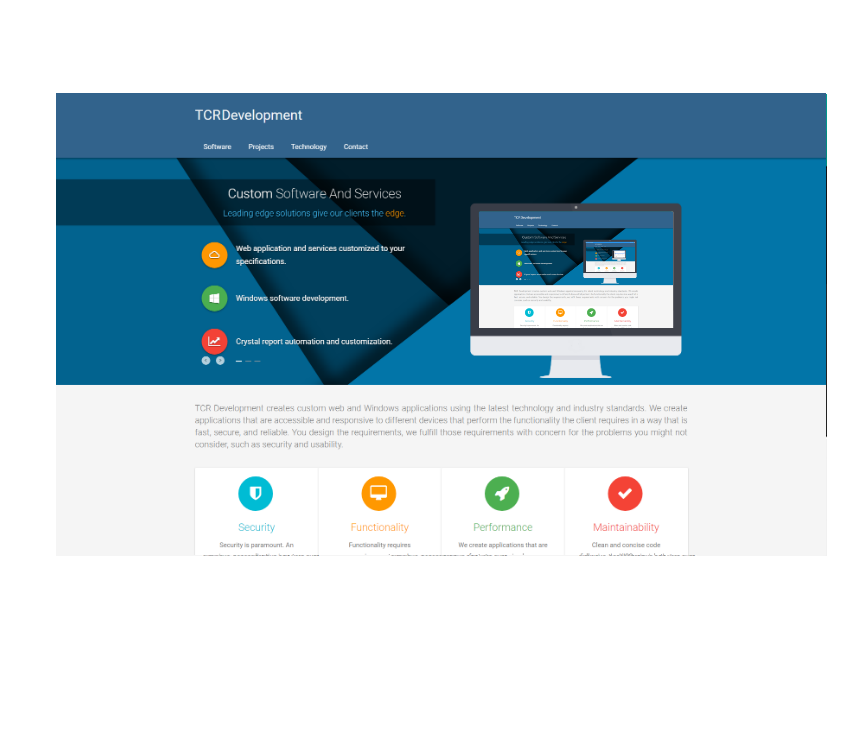 TCRDevelopment
Software Projects Technology Contact
Custom Software And Services
Leading edge solutions give our clients the edge.
Web application and services customized to your
specifications.
Windows software development.
Crystal report automation and customization.
TCR Development
Custom Software And Services
TCR Development creates custom web and Windows applications using the latest technology and industry standards. We create
applications that are accessible and responsive to different devices that perform the functionality the client requires in a way that is
fast, secure, and reliable. You design the requirements, we fulfill those requirements with concern for the problems you might not
consider, such as security and usability.
Security Functionality Performance Maintainability
Security is paramount. An Functionality requires We create applications that are Clean and concise code